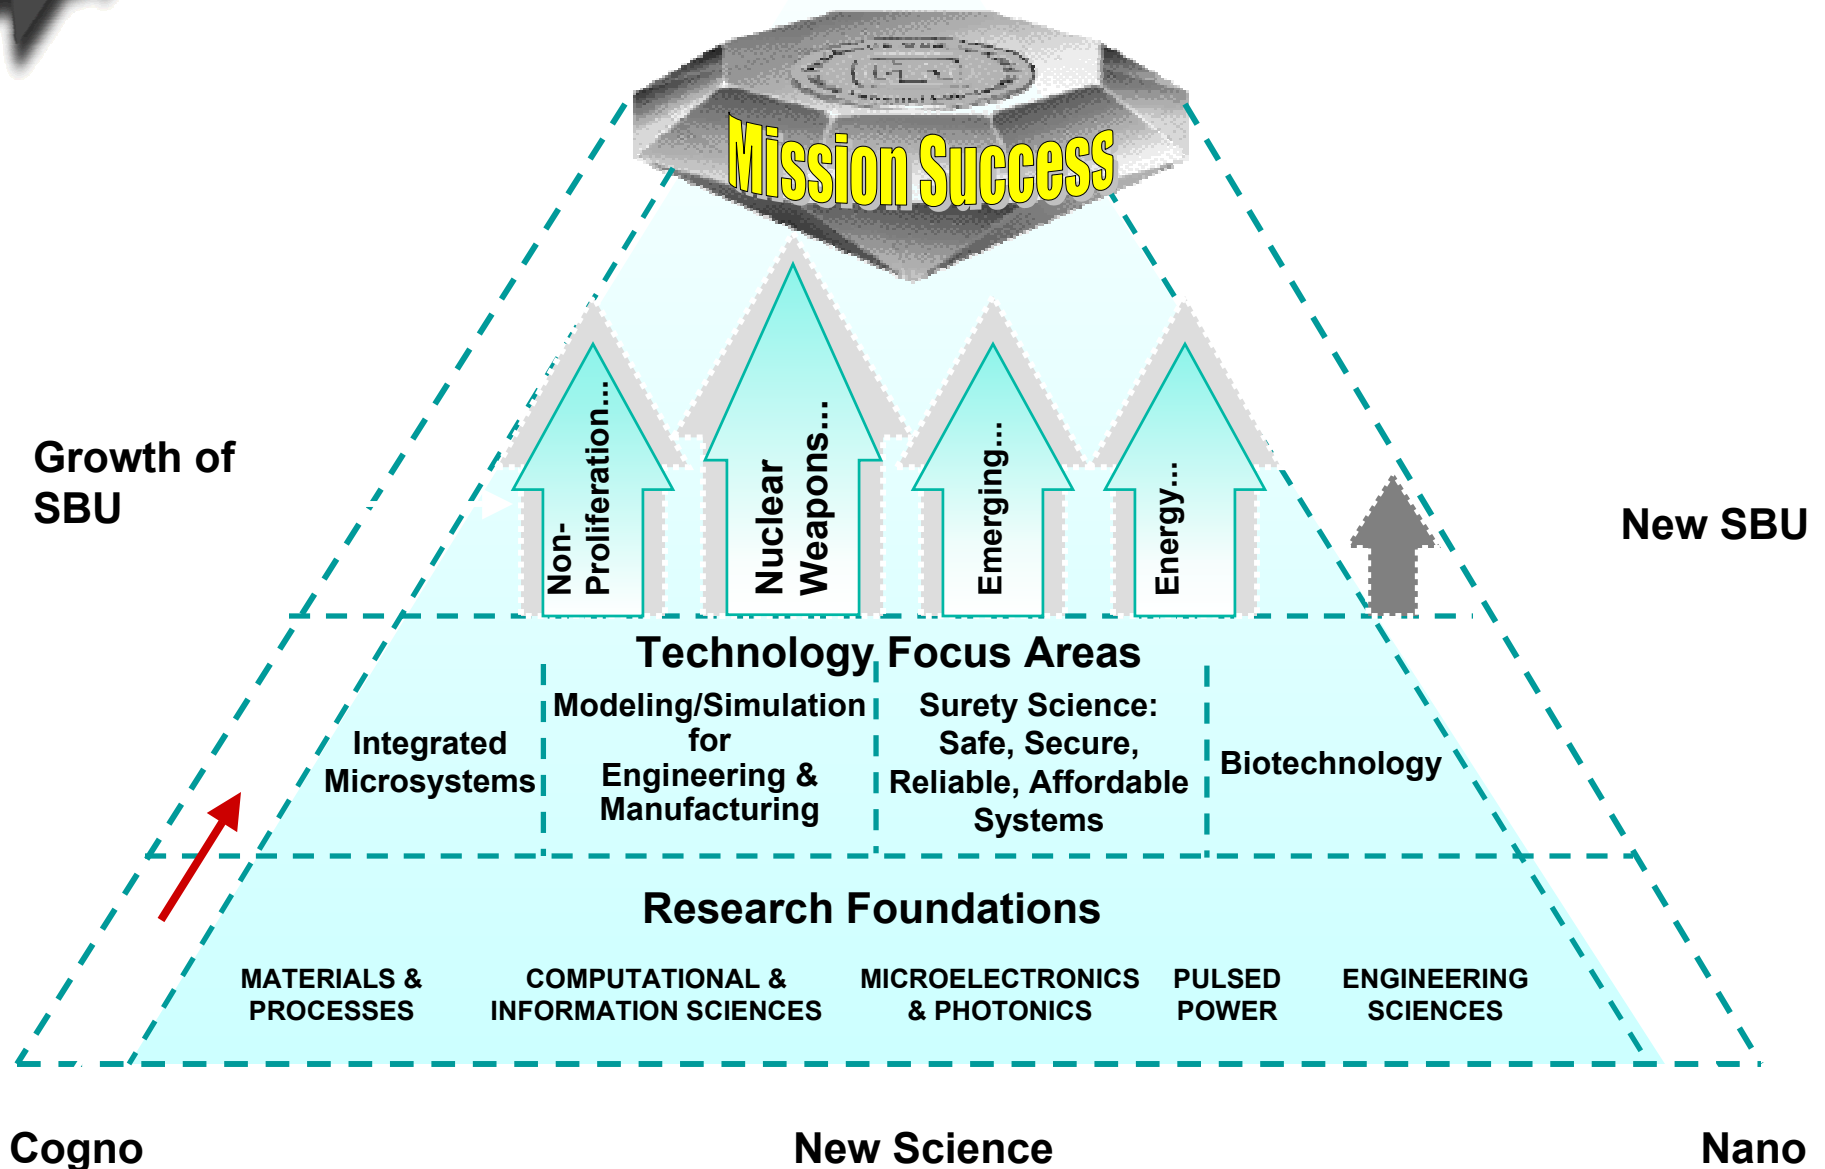 Mission Success
Growth of
SBU
Non-
Proliferation...
Nuclear
Weapons...
Emerging...
Energy...
New SBU
Technology Focus Areas
Integrated
Microsystems
Modeling/Simulation
for
Engineering &
Manufacturing
Surety Science:
Safe, Secure,
Reliable, Affordable
Systems
Biotechnology
Research Foundations
MATERIALS &
PROCESSES
COMPUTATIONAL &
INFORMATION SCIENCES
MICROELECTRONICS
& PHOTONICS
PULSED
POWER
ENGINEERING
SCIENCES
Cogno
New Science
Nano